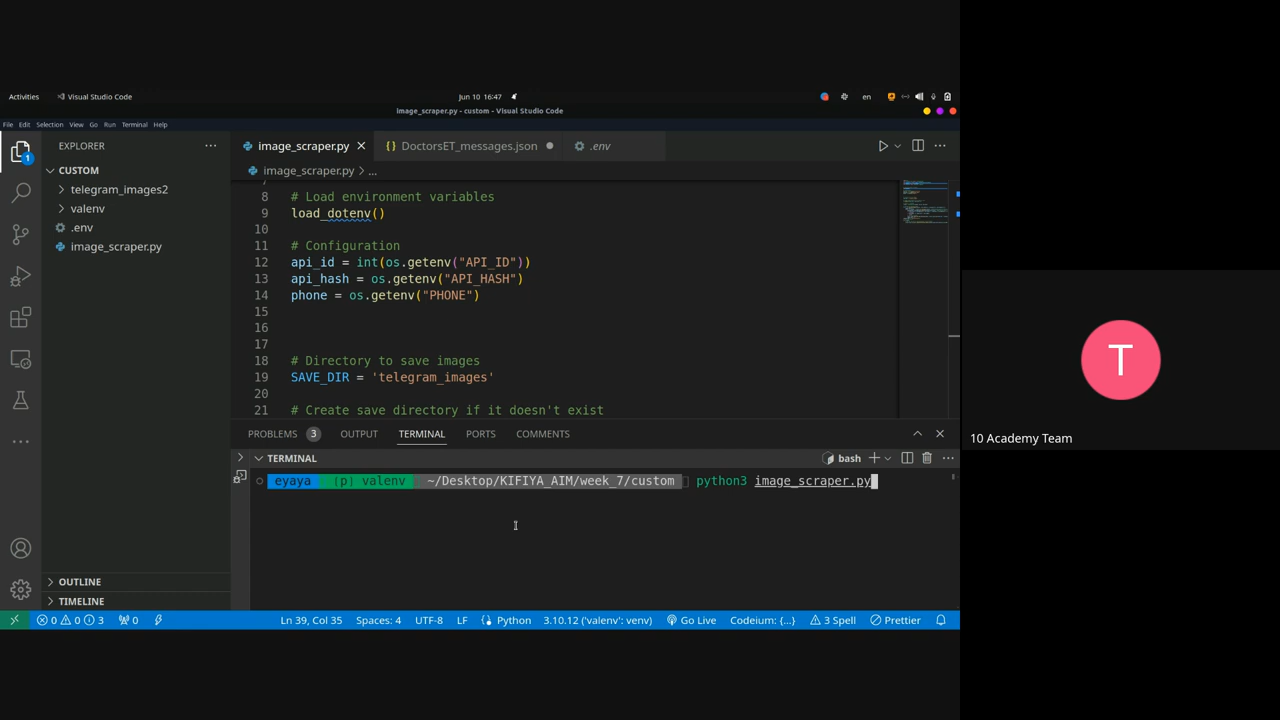 Activities
Visual Studio Code
Jun 10 16:47
en
image_scraper.py - custom - Visual Studio Code
File Edit Selection View Go Run Terminal Help
EXPLORER
image_scraper.py
{} DoctorsET_messages.json
.env
CUSTOM
image_scraper.py > ...
telegram_images2
valenv
.env
image_scraper.py
1
7
8 # Load environment variables
9 load_dotenv()
10
11 # Configuration
12 api_id = int(os.getenv("API_ID"))
13 api_hash = os.getenv("API_HASH")
14 phone = os.getenv("PHONE")
15
16
17
18 # Directory to save images
19 SAVE_DIR = 'telegram_images'
20
21 # Create save directory if it doesn't exist
PROBLEMS 3 OUTPUT TERMINAL PORTS COMMENTS
TERMINAL
bash
eyaya (p) valenv ~/Desktop/KIFIYA_AIM/week_7/custom python3 image_scraper.py
OUTLINE
TIMELINE
0 0 3 0 Ln 39, Col 35 Spaces: 4 UTF-8 LF Python 3.10.12 ('valenv': venv) Go Live Codeium: {...} 3 Spell Prettier
T
10 Academy Team